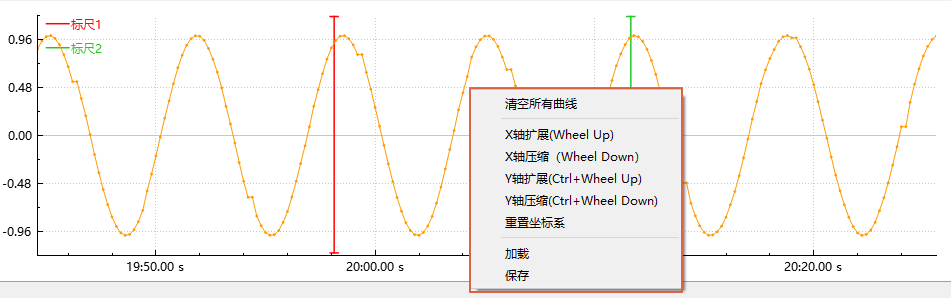 标尺1
标尺2
0.96
0.48
0.00
-0.48
-0.96
清空所有曲线
X轴扩展(Wheel Up)
X轴压缩（Wheel Down）
Y轴扩展(Ctrl+Wheel Up)
Y轴压缩(Ctrl+Wheel Down)
重置坐标系
加载
保存
19:50.00 s
20:00.00 s
20:20.00 s